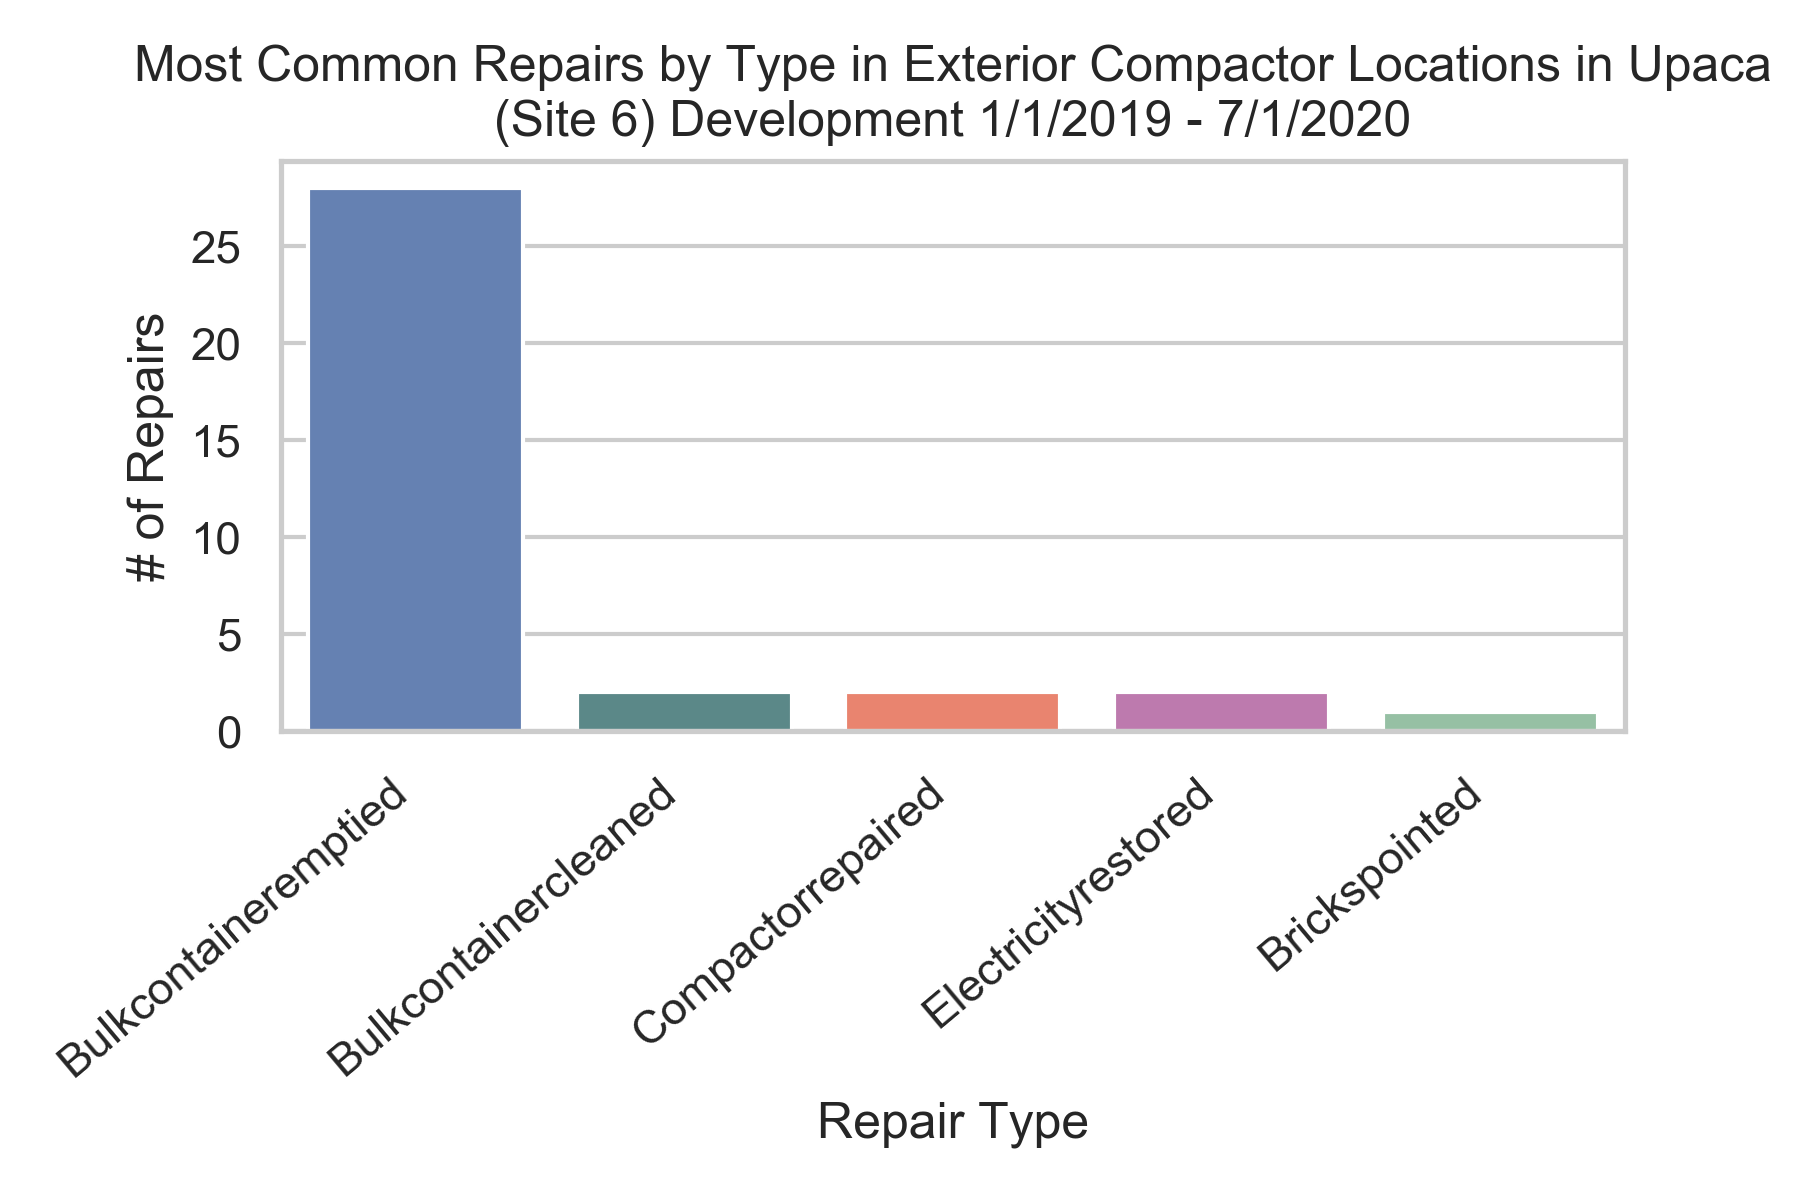 Most Common Repairs by Type in Exterior Compactor Locations in Upaca
(Site 6) Development 1/1/2019 - 7/1/2020
# of Repairs
25
20
15
10
5
0
Bulkcontaineremptied
Bulkcontainercleaned
Compactorrepaired
Electricityrestored
Brickspointed
Repair Type